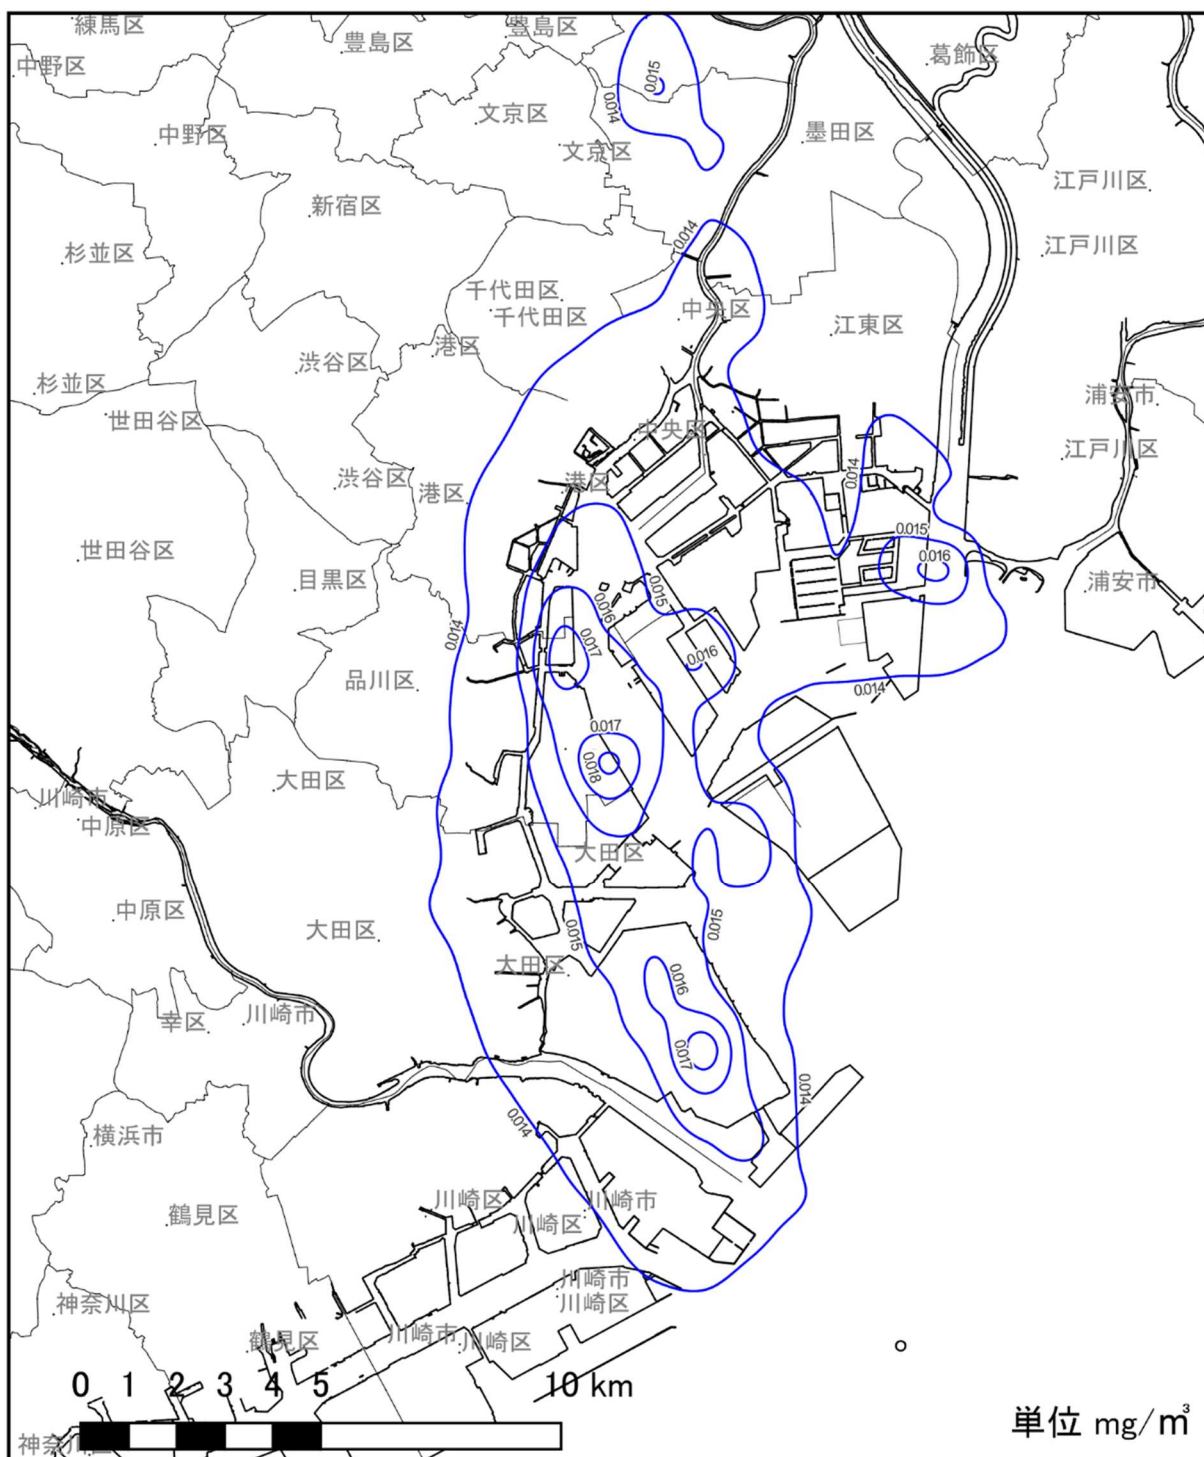 練馬区
豊島区
豊島区
葛飾区
中野区
0.015
0.014
中野区
文京区
文京区
墨田区
江戸川区
新宿区
杉並区
0.014
江戸川区
千代田区
千代田区
中央区
江東区
港区
渋谷区
杉並区
世田谷区
浦安市
中央区
江戸川区
渋谷区
港区
港区
0.014
0.015
世田谷区
目黒区
0.016
浦安市
0.015
0.016
0.014
0.017
0.016
品川区
0.014
0.017
0.018
大田区
川崎市
中原区
大田区
中原区
大田区
0.015
0.015
大田区
0.016
幸区
川崎市
0.017
0.014
0.014
横浜市
鶴見区
川崎区
川崎市
川崎区
川崎市
川崎区
神奈川区
鶴見区
川崎市
川崎区
0 1 2 3 4 5 10 km
単位 mg/㎥
神奈川区